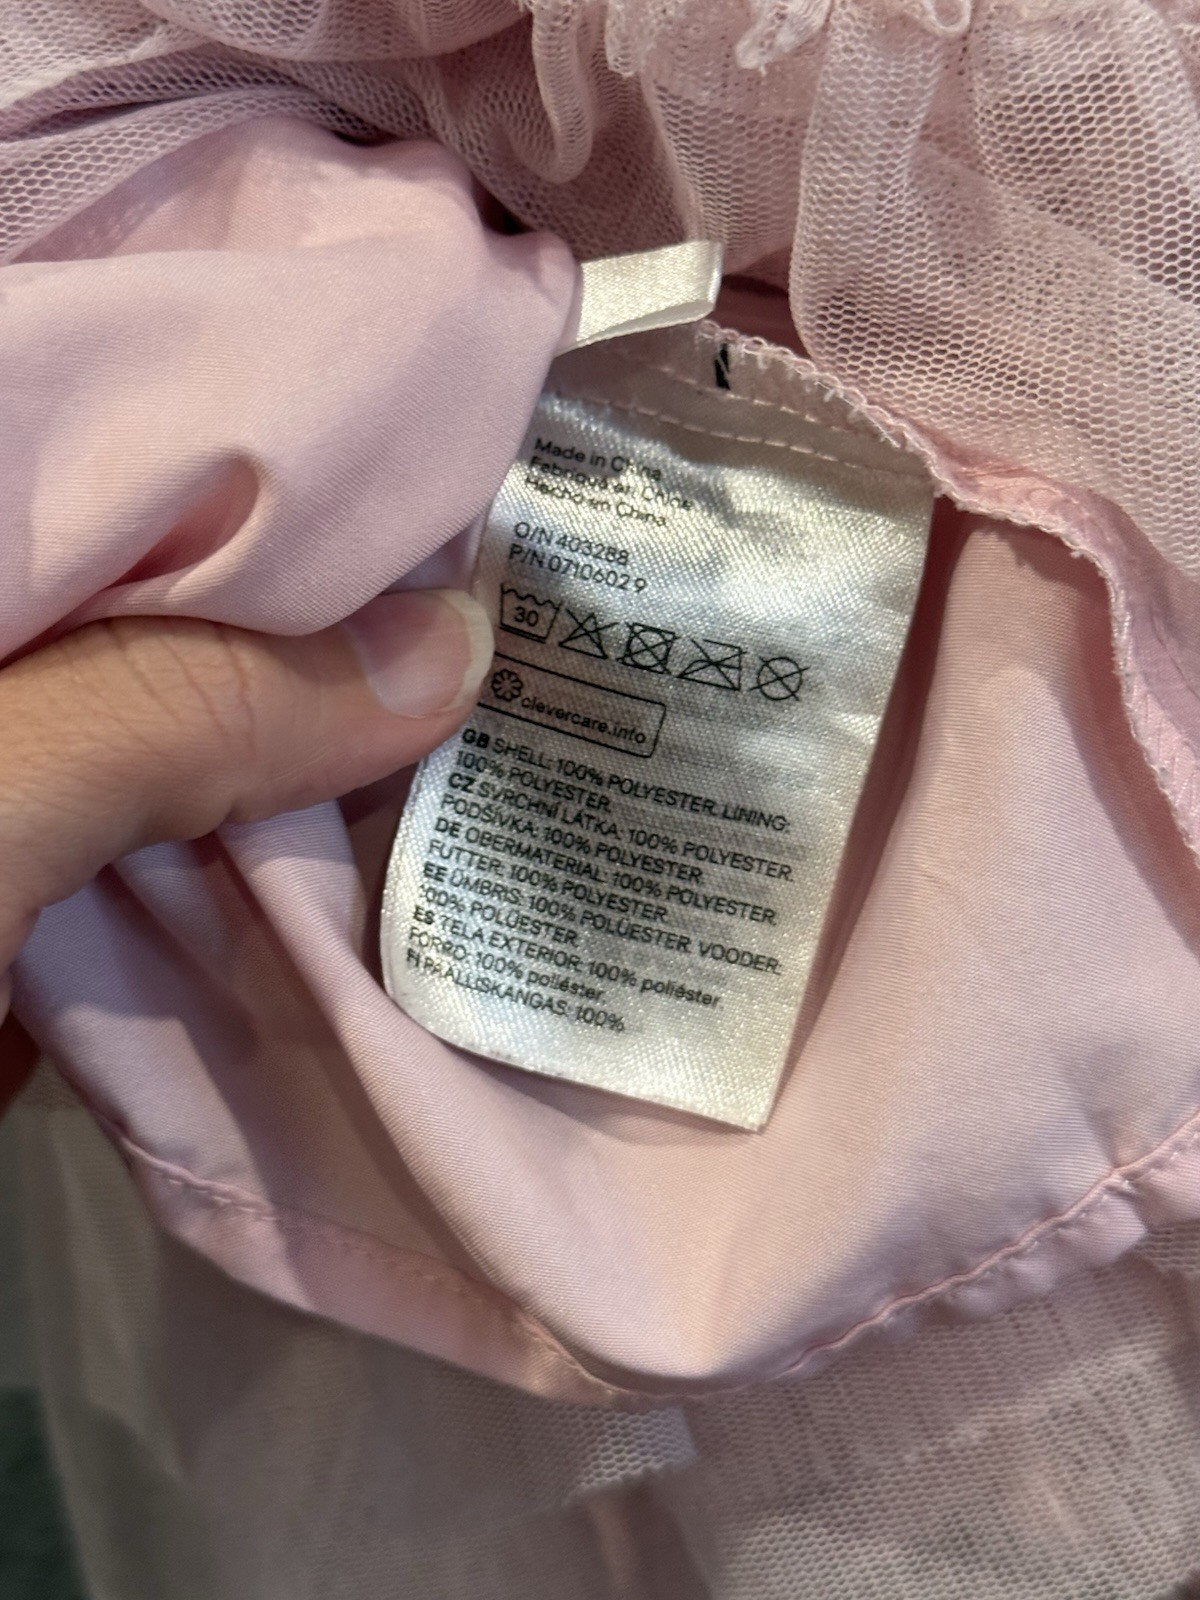 Made in China
Fabriqué en Chine
Hecho en China
O/N 403288
P/N 07106029
30
clevercare.info
GB SHELL: 100% POLYESTER. LINING:
100% POLYESTER.
CZ SVRCHNÍ LÁTKA: 100% POLYESTER.
PODŠÍVKA: 100% POLYESTER.
DE OBERMATERIAL: 100% POLYESTER.
FUTTER: 100% POLYESTER.
EE ÜMBRIS: 100% POLÜESTER. VOODER:
100% POLÜESTER.
ES TELA EXTERIOR: 100% poliéster.
FORRO: 100% poliéster.
FI PÄÄLLISKANGAS: 100%